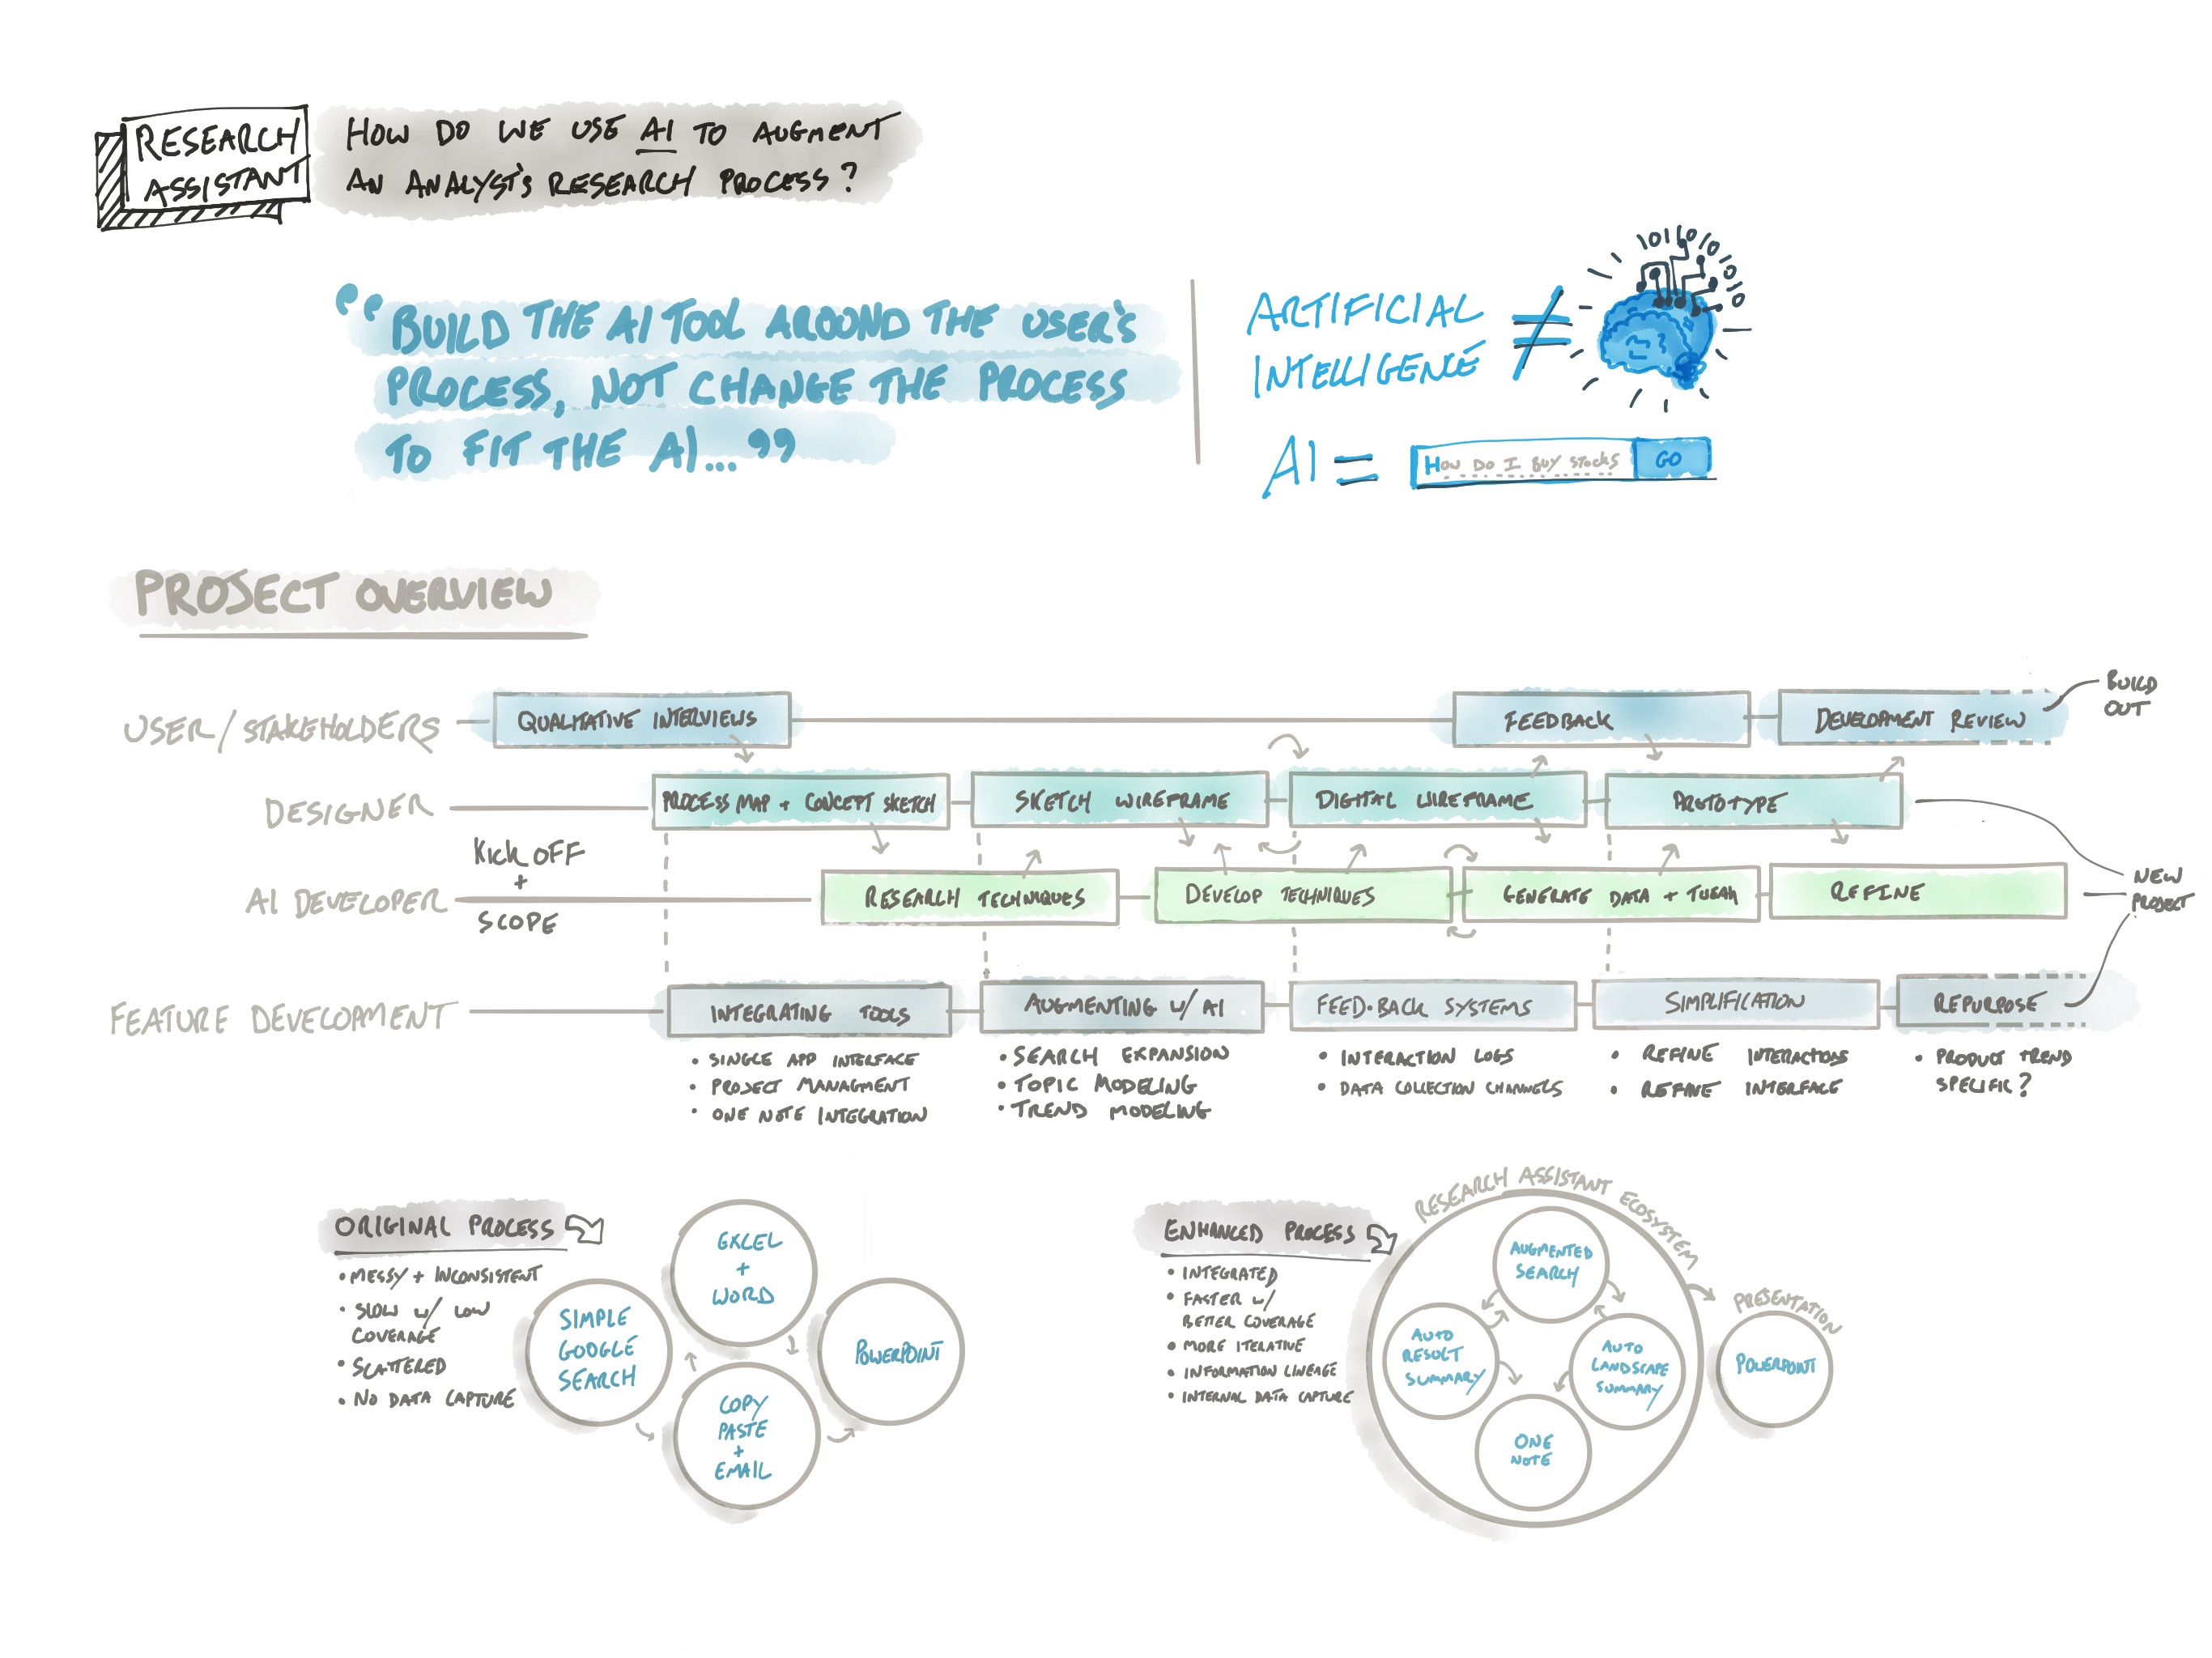 RESEARCH
ASSISTANT
HOW DO WE USE AI TO AUGMENT
AN ANALYST'S RESEARCH PROCESS?
“BUILD THE AI TOOL AROUND THE USER'S
PROCESS, NOT CHANGE THE PROCESS
TO FIT THE AI...”
ARTIFICIAL
INTELLIGENCE ≠
1011010
1010
AI = HOW DO I BUY STOCKS GO
PROJECT OVERVIEW
USER/STAKEHOLDERS
QUALITATIVE INTERVIEWS
FEEDBACK
DEVELOPMENT REVIEW
BUILD
OUT
DESIGNER
PROCESS MAP + CONCEPT SKETCH
SKETCH WIREFRAME
DIGITAL WIREFRAME
PROTOTYPE
KICK OFF
+
SCOPE
AI DEVELOPER
RESEARCH TECHNIQUES
DEVELOP TECHNIQUES
GENERATE DATA + TWEAK
REFINE
NEW
PROJECT
FEATURE DEVELOPMENT
INTEGRATING TOOLS
• SINGLE APP INTERFACE
• PROJECT MANAGMENT
• ONE NOTE INTEGRATION
AUGMENTING W/ AI
• SEARCH EXPANSION
• TOPIC MODELING
• TREND MODELING
FEED-BACK SYSTEMS
• INTERACTION LOGS
• DATA COLLECTION CHANNELS
SIMPLIFICATION
• REFINE INTERACTIONS
• REFINE INTERFACE
REPURPOSE
• PRODUCT TREND
SPECIFIC?
ORIGINAL PROCESS
• MESSY + INCONSISTENT
• SLOW W/ LOW
COVERAGE
• SCATTERED
• NO DATA CAPTURE
SIMPLE
GOOGLE
SEARCH
EXCEL
+
WORD
COPY
PASTE
+
EMAIL
POWERPOINT
ENHANCED PROCESS
• INTEGRATED
• FASTER W/
BETTER COVERAGE
• MORE ITERATIVE
• INFORMATION LINEAGE
• INTERNAL DATA CAPTURE
RESEARCH ASSISTANT ECOSYSTEM
AUGMENTED
SEARCH
AUTO
RESULT
SUMMARY
AUTO
LANDSCAPE
SUMMARY
ONE
NOTE
PRESENTATION
POWERPOINT